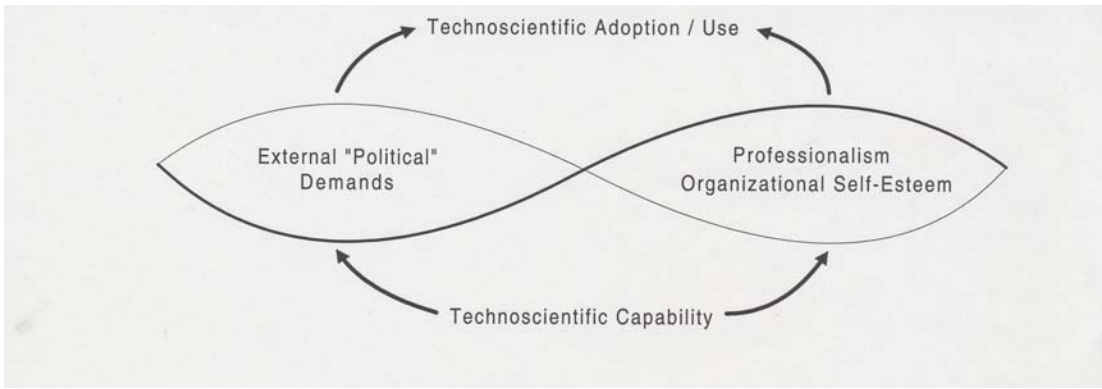 Technoscientific Adoption / Use
External "Political"
Demands
Professionalism
Organizational Self-Esteem
Technoscientific Capability